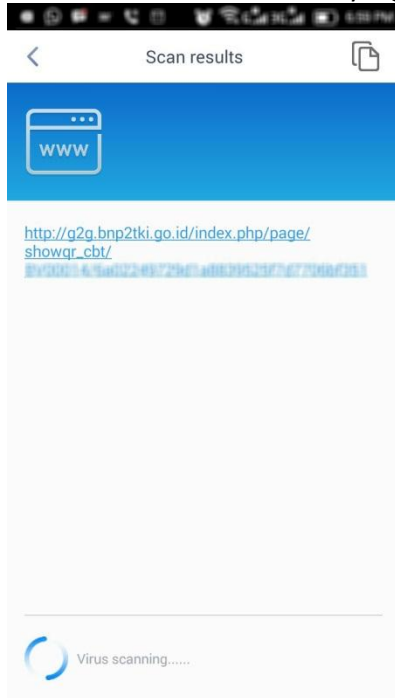 Scan results
www
http://g2g.bnp2tki.go.id/index.php/page/
showqr_cbt/
Virus scanning......